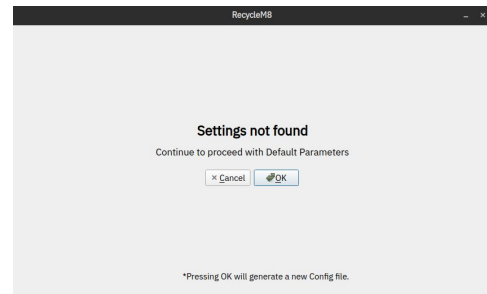 RecycleM8
Settings not found
Continue to proceed with Default Parameters
Cancel OK
*Pressing OK will generate a new Config file.